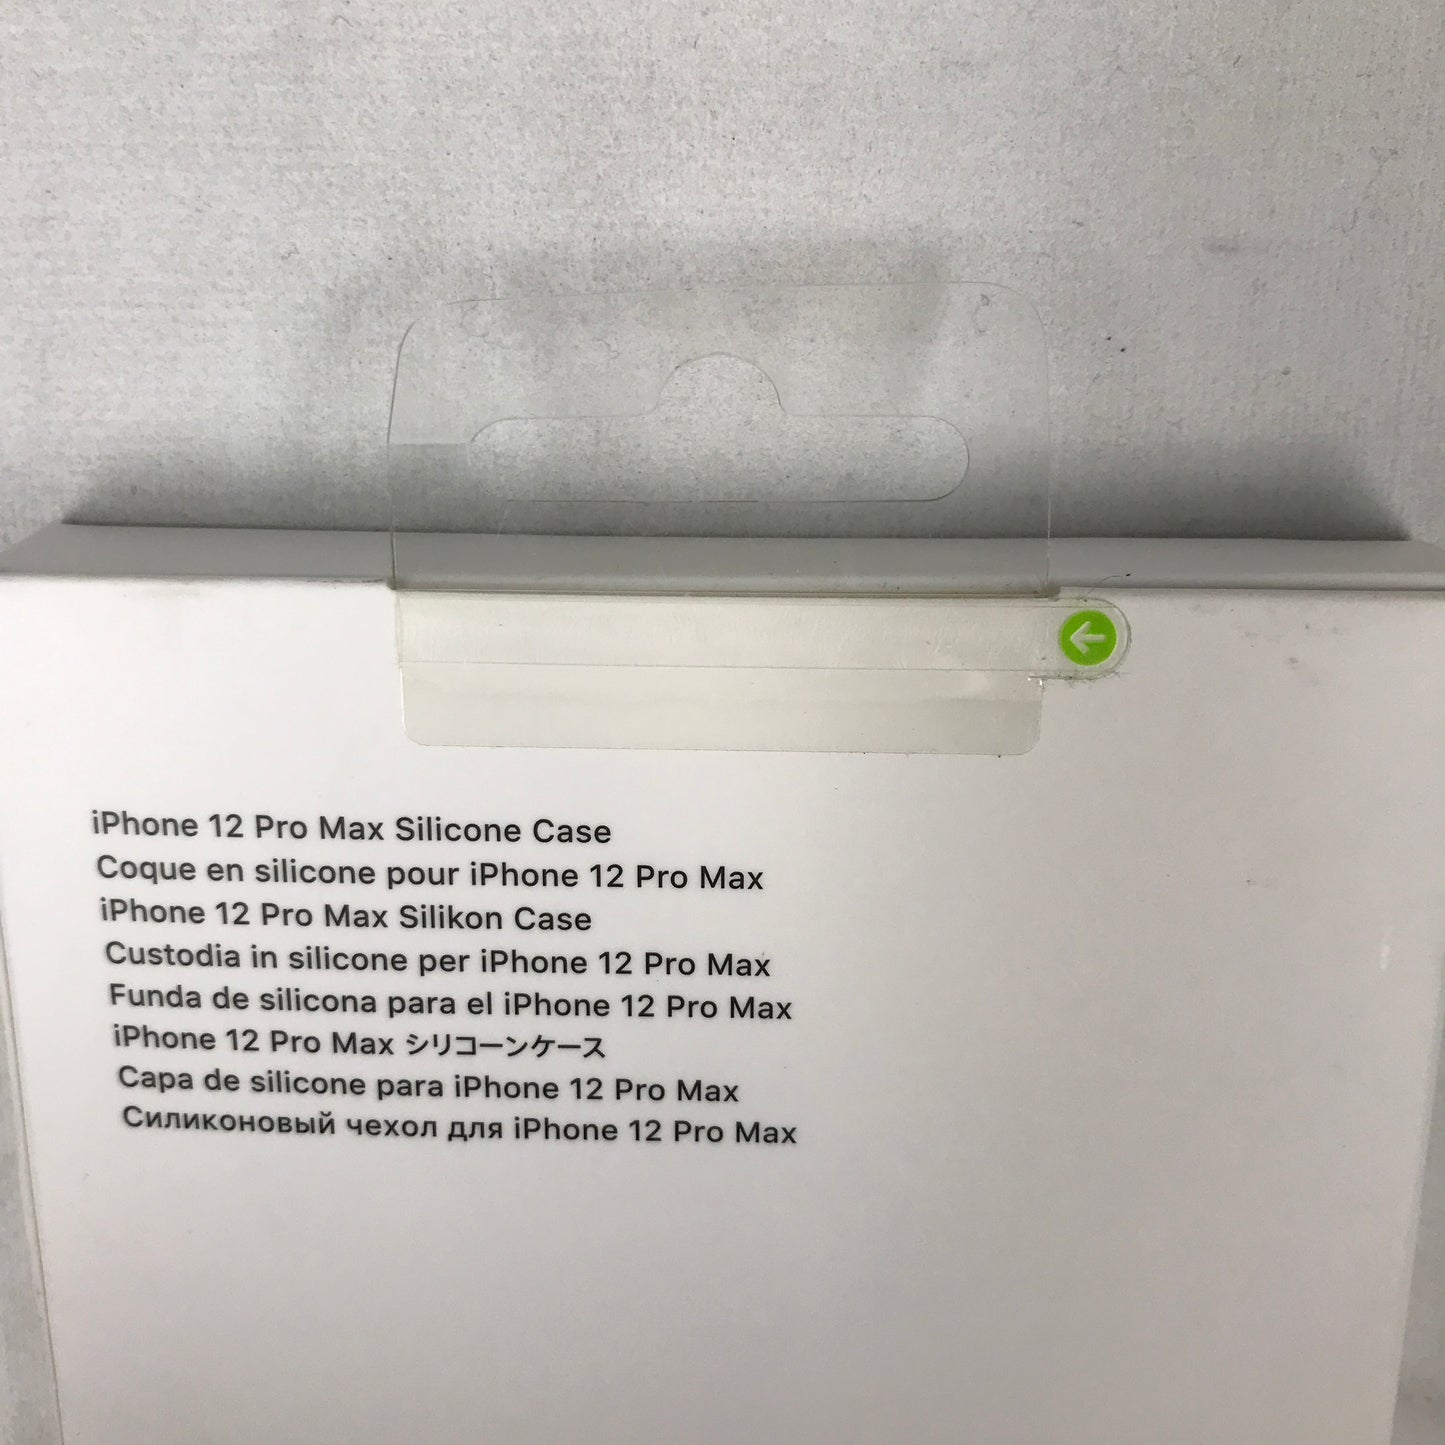 iPhone 12 Pro Max Silicone Case
Coque en silicone pour iPhone 12 Pro Max
iPhone 12 Pro Max Silikon Case
Custodia in silicone per iPhone 12 Pro Max
Funda de silicona para el iPhone 12 Pro Max
iPhone 12 Pro Max シリコーンケース
Capa de silicone para iPhone 12 Pro Max
Силиконовый чехол для iPhone 12 Pro Max